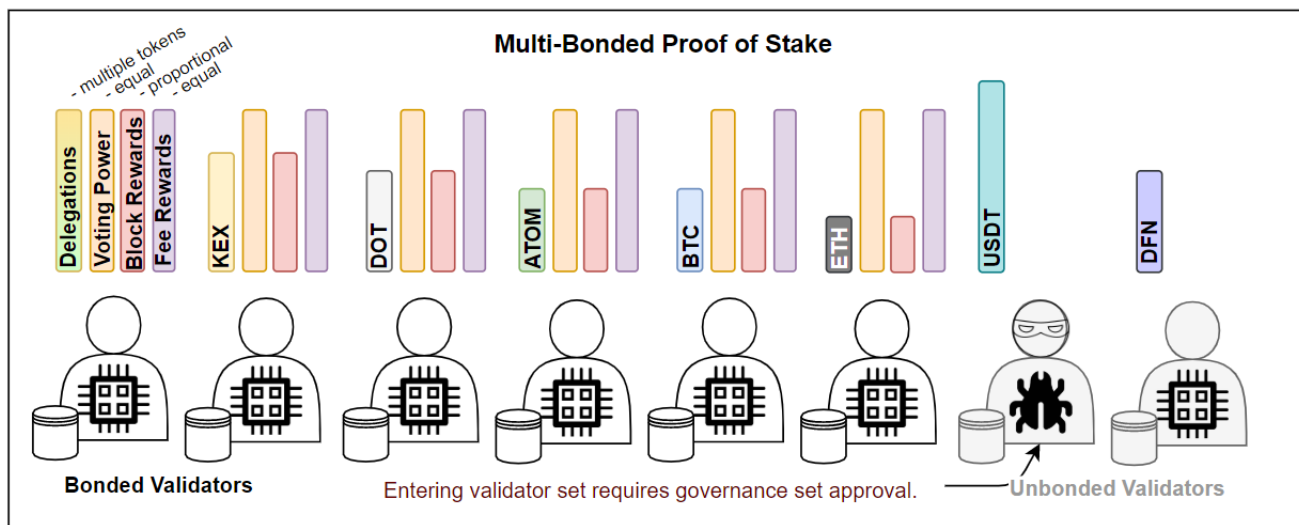 Multi-Bonded Proof of Stake
- multiple tokens
- equal
- proportional
- equal
Delegations
Voting Power
Block Rewards
Fee Rewards
KEX
DOT
ATOM
BTC
ETH
USDT
DFN
Bonded Validators
Entering validator set requires governance set approval.
Unbonded Validators